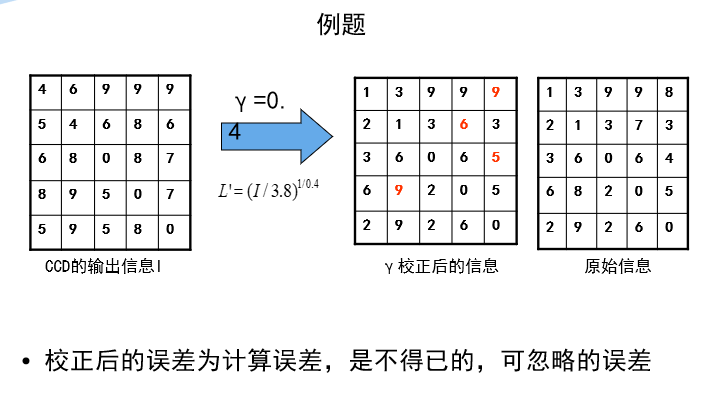 例题
γ =0.
4
L'= (I / 3.8)^1/0.4
4 6 9 9 9
5 4 6 8 6
6 8 0 8 7
8 9 5 0 7
5 9 5 8 0
CCD的输出信息I
1 3 9 9 9
2 1 3 6 3
3 6 0 6 5
6 9 2 0 5
2 9 2 6 0
γ 校正后的信息
1 3 9 9 8
2 1 3 7 3
3 6 0 6 4
6 8 2 0 5
2 9 2 6 0
原始信息
• 校正后的误差为计算误差，是不得已的，可忽略的误差